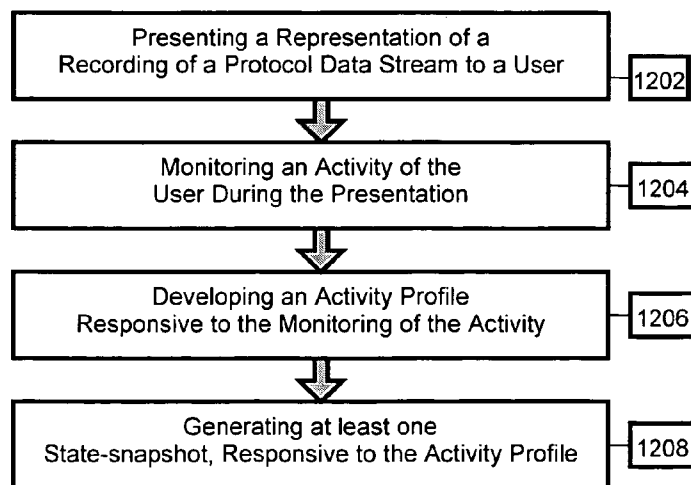 Presenting a Representation of a
Recording of a Protocol Data Stream to a User
1202
Monitoring an Activity of the
User During the Presentation
1204
Developing an Activity Profile
Responsive to the Monitoring of the Activity
1206
Generating at least one
State-snapshot, Responsive to the Activity Profile
1208